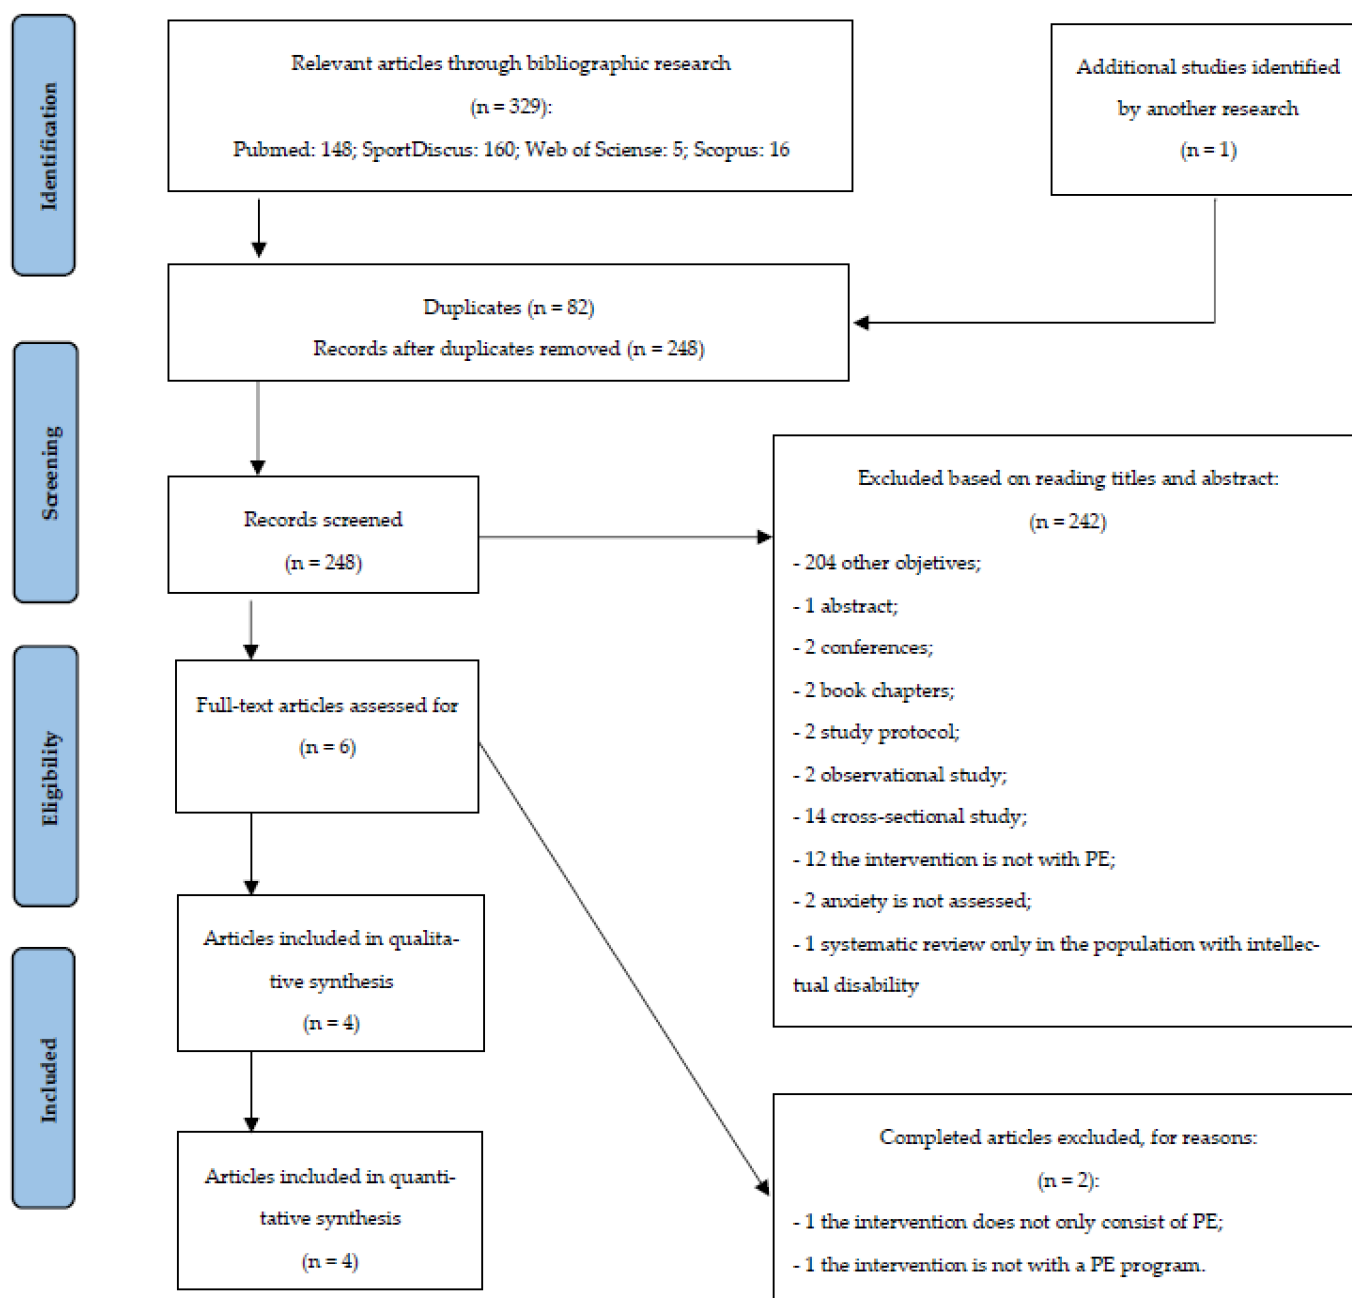 Identification
Relevant articles through bibliographic research
(n = 329):
Pubmed: 148; SportDiscus: 160; Web of Sciense: 5; Scopus: 16
Additional studies identified
by another research
(n = 1)
Duplicates (n = 82)
Records after duplicates removed (n = 248)
Screening
Records screened
(n = 248)
Excluded based on reading titles and abstract:
(n = 242)
- 204 other objetives;
- 1 abstract;
- 2 conferences;
- 2 book chapters;
- 2 study protocol;
- 2 observational study;
- 14 cross-sectional study;
- 12 the intervention is not with PE;
- 2 anxiety is not assessed;
- 1 systematic review only in the population with intellec-
tual disability
Eligibility
Full-text articles assessed for
(n = 6)
Articles included in qualita-
tive synthesis
(n = 4)
Included
Articles included in quanti-
tative synthesis
(n = 4)
Completed articles excluded, for reasons:
(n = 2):
- 1 the intervention does not only consist of PE;
- 1 the intervention is not with a PE program.